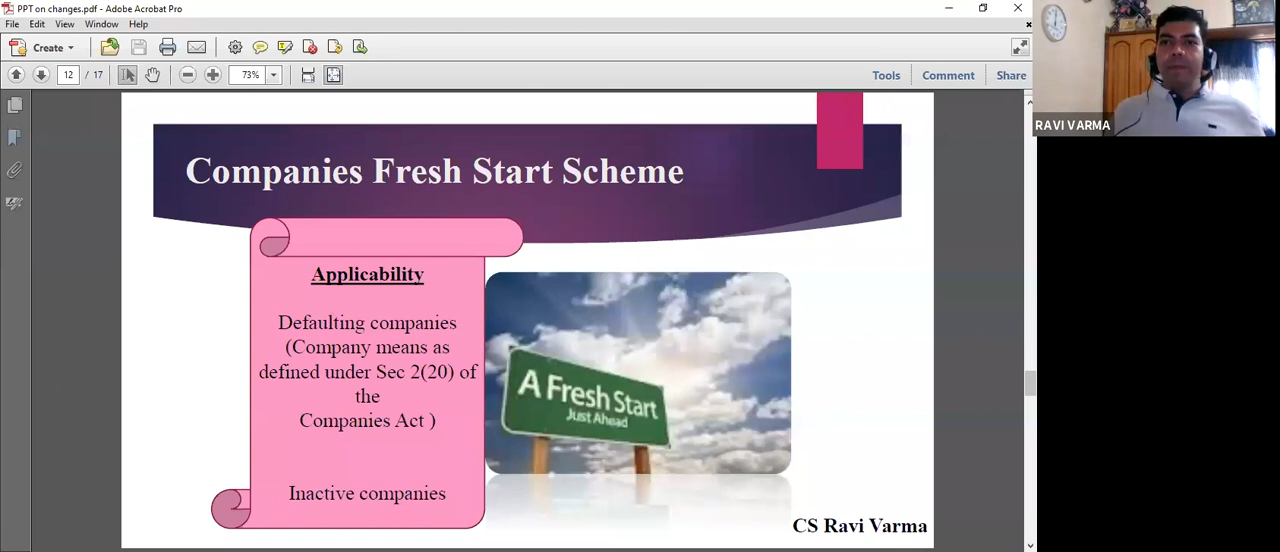 PPT on changes.pdf - Adobe Acrobat Pro
File Edit View Window Help
Create
12 / 17
73%
Tools Comment Share
RAVI VARMA
Companies Fresh Start Scheme
Applicability
Defaulting companies
(Company means as
defined under Sec 2(20) of
the
Companies Act )
Inactive companies
A Fresh Start
Just Ahead
CS Ravi Varma